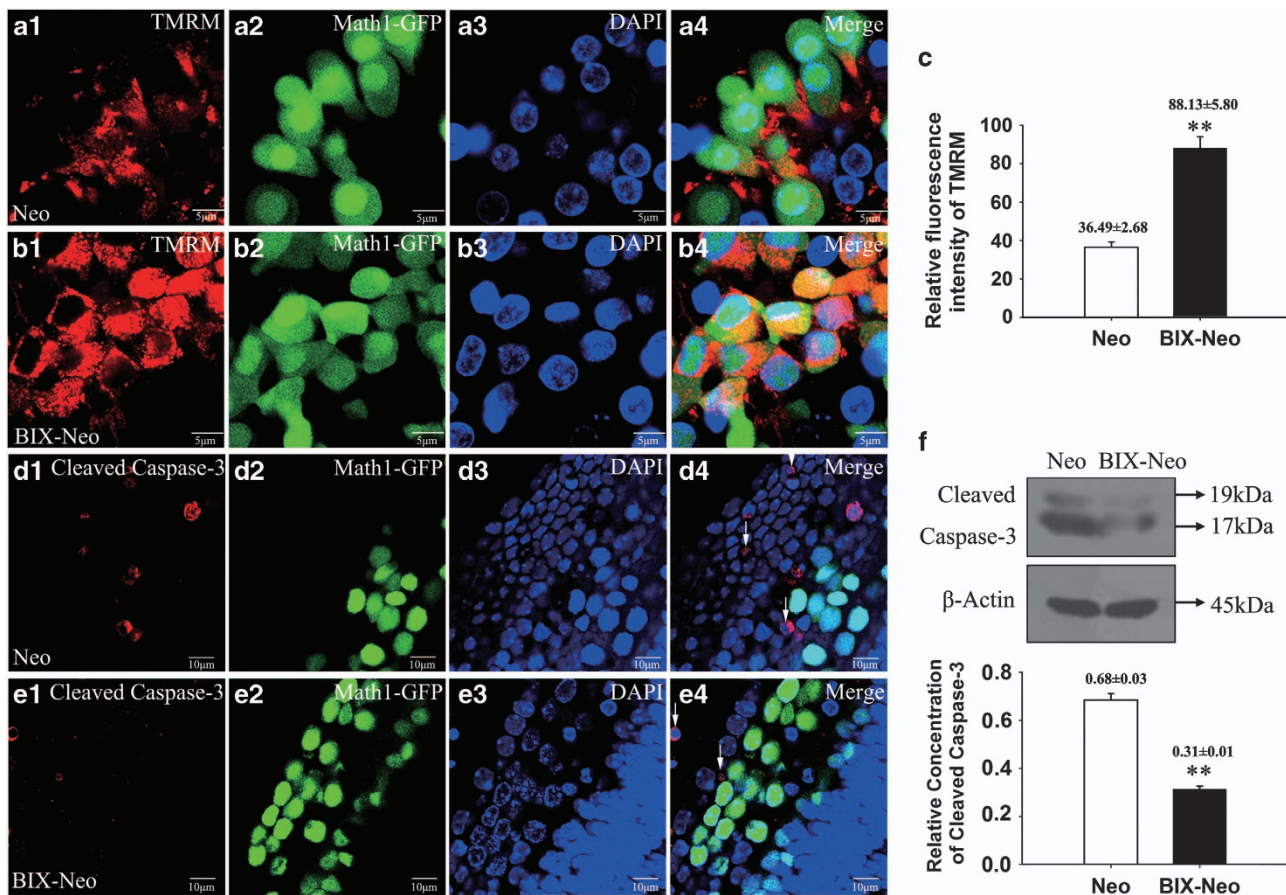 a1
TMRM
Neo
5μm
a2
Math1-GFP
5μm
a3
DAPI
5μm
a4
Merge
5μm
b1
TMRM
BIX-Neo
5μm
b2
Math1-GFP
5μm
b3
DAPI
5μm
b4
Merge
5μm
c
Relative fluorescence
intensity of TMRM
100
80
60
40
20
0
36.49±2.68
88.13±5.80
**
Neo
BIX-Neo
d1
Cleaved Caspase-3
Neo
10μm
d2
Math1-GFP
10μm
d3
DAPI
10μm
d4
Merge
10μm
e1
Cleaved Caspase-3
BIX-Neo
10μm
e2
Math1-GFP
10μm
e3
DAPI
10μm
e4
Merge
10μm
f
Neo BIX-Neo
Cleaved
Caspase-3
19kDa
17kDa
β-Actin
45kDa
Relative Concentration
of Cleaved Caspase-3
0.8
0.6
0.4
0.2
0.0
0.68±0.03
0.31±0.01
**
Neo
BIX-Neo